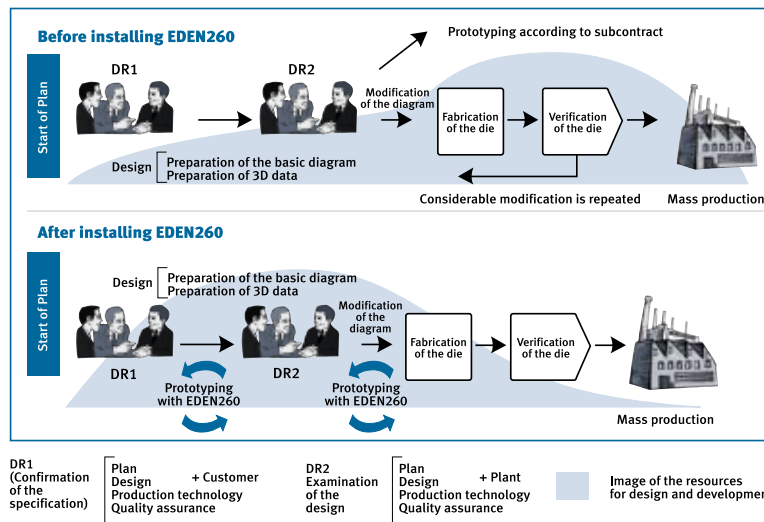 Before installing EDEN260
Prototyping according to subcontract
Start of Plan
DR1
DR2
Modification
of the diagram
Fabrication
of the die
Verification
of the die
Design
Preparation of the basic diagram
Preparation of 3D data
Considerable modification is repeated
Mass production
After installing EDEN260
Start of Plan
Design
Preparation of the basic diagram
Preparation of 3D data
Modification
of the
diagram
Fabrication
of the die
Verification
of the die
DR1
DR2
Prototyping
with EDEN260
Prototyping
with EDEN260
Mass production
DR1
(Confirmation
of the
specification)
Plan
Design
Production technology
Quality assurance
+ Customer
DR2
Examination
of the
design
Plan
Design
Production technology
Quality assurance
+ Plant
Image of the resources
for design and developme